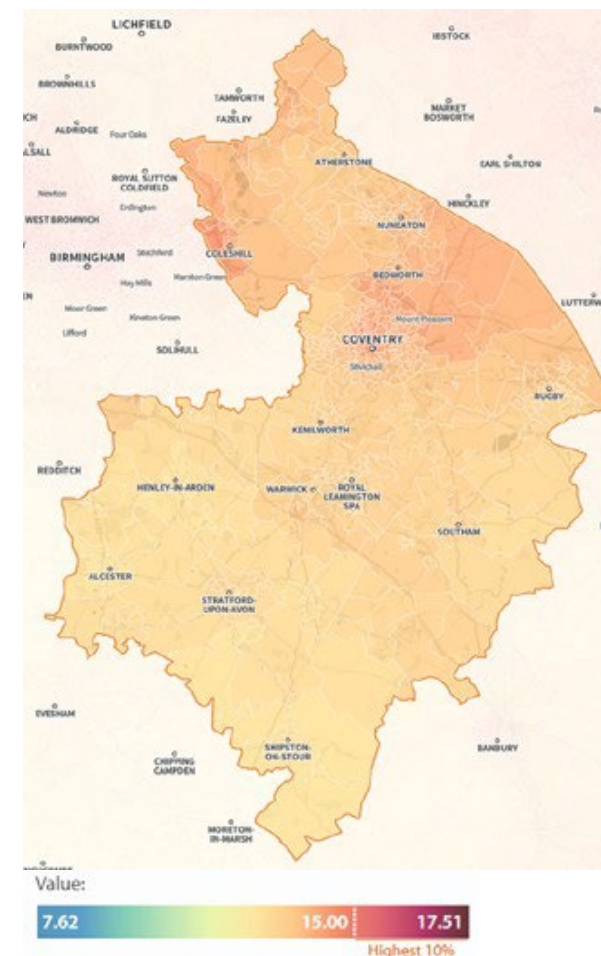 LICHFIELD
BURNTWOOD
IBSTOCK
BROWNHILLS
TAMWORTH
MARKET
BOSWORTH
FAZELEY
ALDRIDGE
Four Oaks
ATHERSTONE
EARL SHILTON
ROYAL SUTTON
COLDFIELD
Newton
Erdington
HINCKLEY
WEST BROMWICH
NUNEATON
BIRMINGHAM
Stechford
COLESHILL
Hay Mills
Marston Green
BEDWORTH
Moor Green
Kineton Green
Mount Pleasant
LUTTERW
Lifford
SOLIHULL
COVENTRY
Stivichall
RUGBY
KENILWORTH
REDDITCH
HENLEY-IN-ARDEN
WARWICK
ROYAL
LEAMINGTON
SPA
SOUTHAM
ALCESTER
STRATFORD-
UPON-AVON
EVESHAM
SHIPSTON-
ON-STOUR
BANBURY
CHIPPING
CAMPDEN
MORETON-
IN-MARSH
Value:
7.62 15.00 17.51
Highest 10%